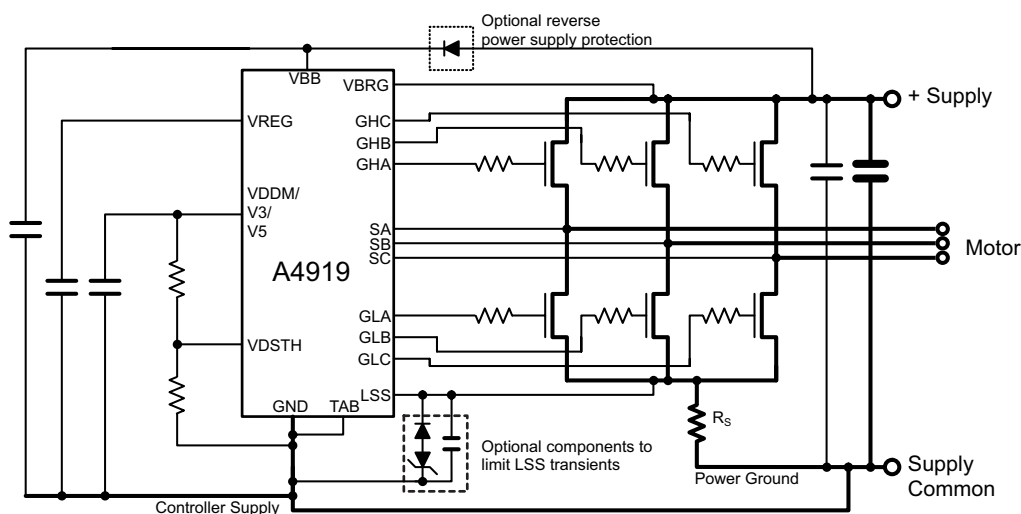 Optional reverse
power supply protection
VBB
VBRG
+ Supply
VREG
GHC
GHB
GHA
VDDM/
V3/
V5
SA
SB
SC
Motor
A4919
GLA
GLB
GLC
VDSTH
LSS
GND
TAB
RS
Optional components to
limit LSS transients
Power Ground
Supply
Common
Controller Supply